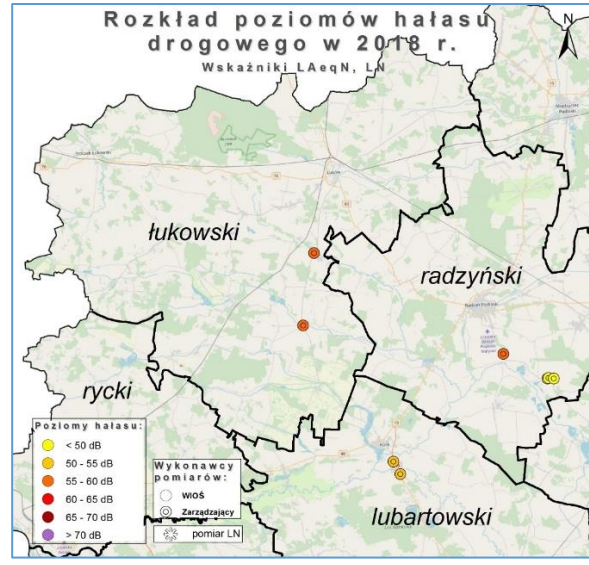 Rozkład poziomów hałasu
drogowego w 2018 r.
Wskaźniki LAeqN, LN
N
łukowski
radzyński
rycki
lubartowski
Poziomy hałasu:
< 50 dB
50 - 55 dB
55 - 60 dB
60 - 65 dB
65 - 70 dB
> 70 dB
Wykonawcy
pomiarów:
WIOŚ
Zarządzający
pomiar LN